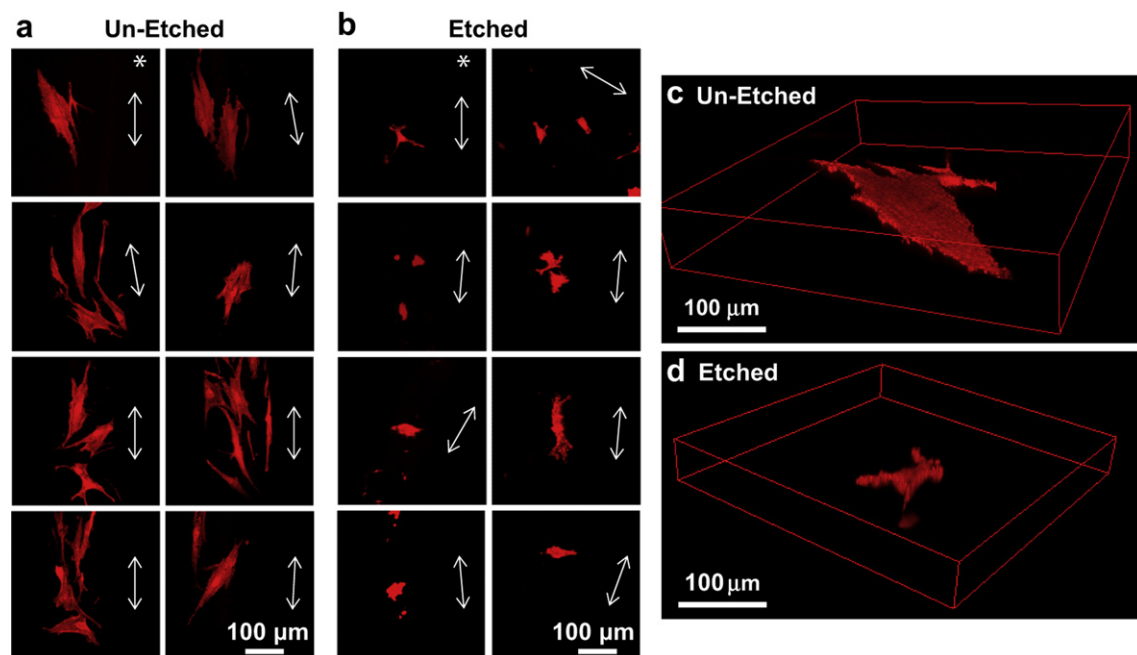 a Un-Etched
*
100 µm
b Etched
*
100 µm
c Un-Etched
100 µm
d Etched
100 µm